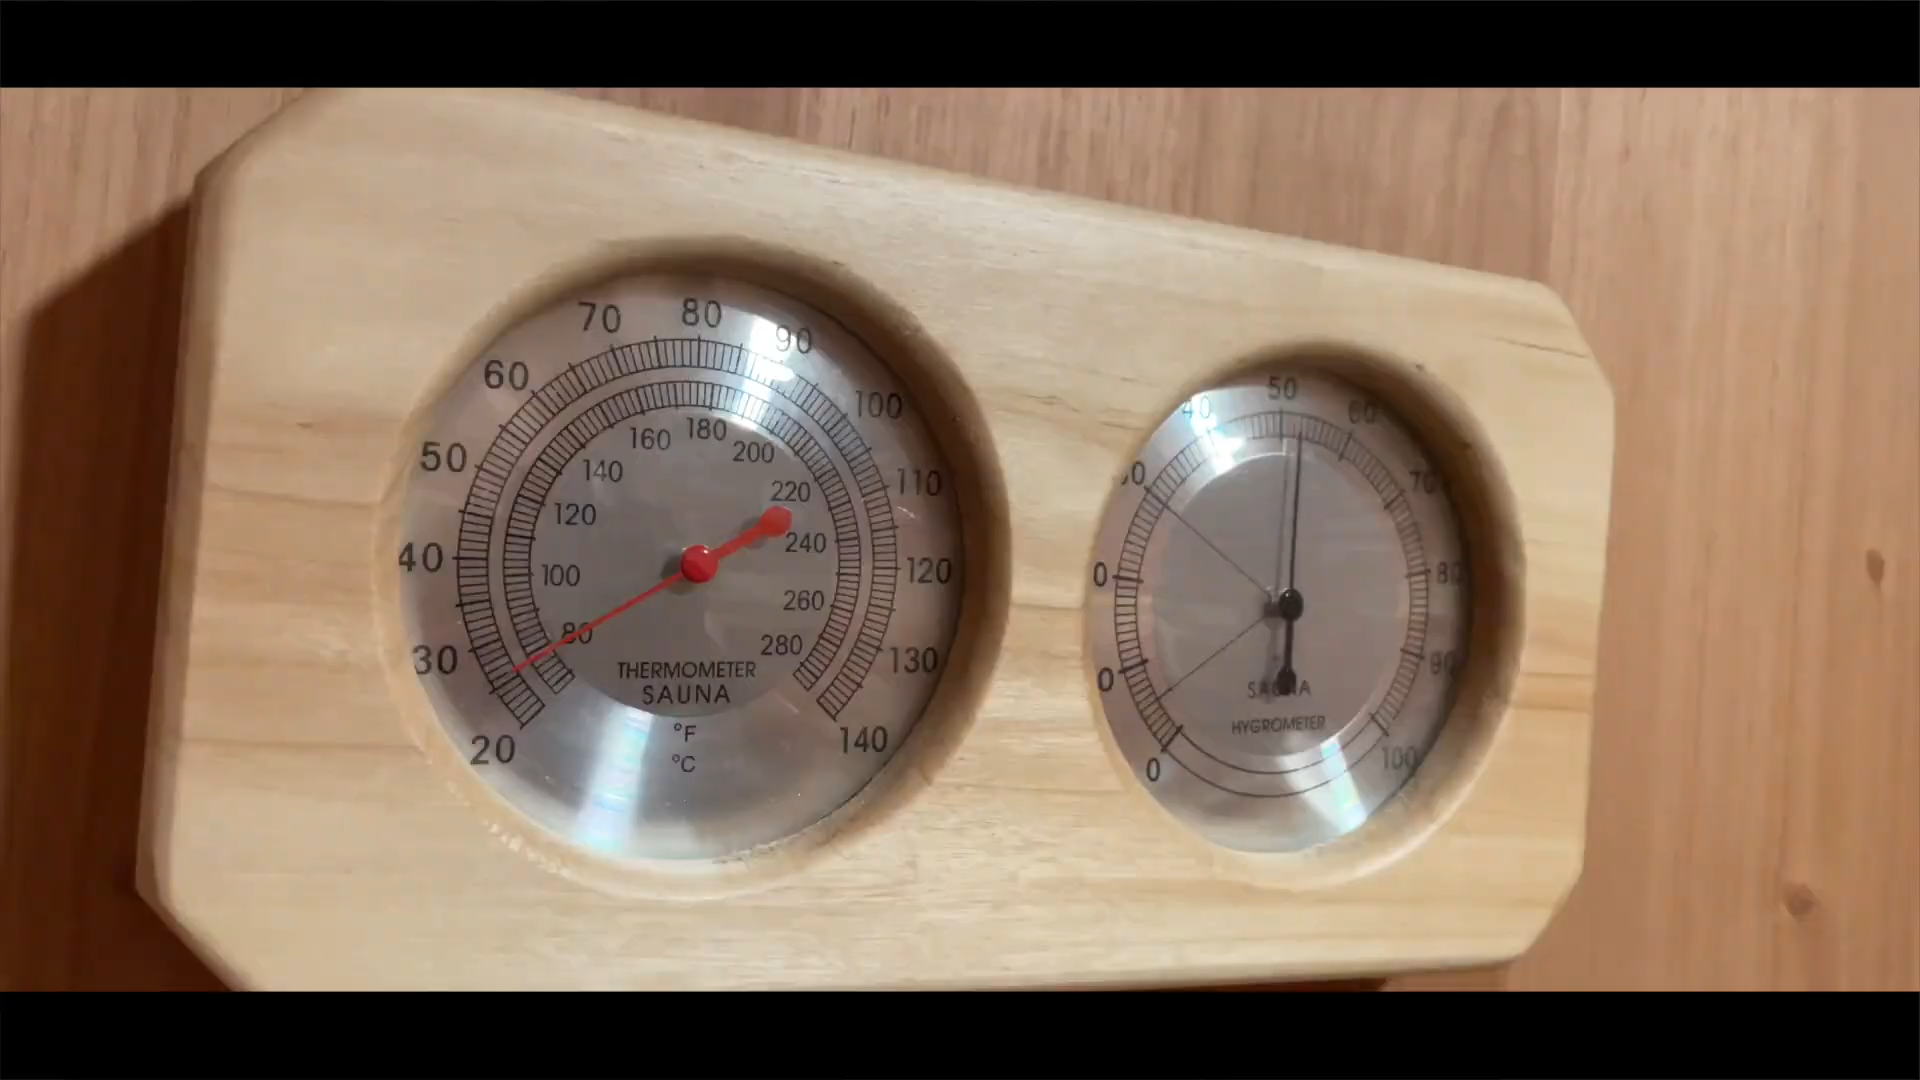 20 30 40 50 60 70 80 90 100 110 120 130 140
80 100 120 140 160 180 200 220 240 260 280
THERMOMETER
SAUNA
°F
°C
0 40 50 60 70 80 90 100
SAUNA
HYGROMETER